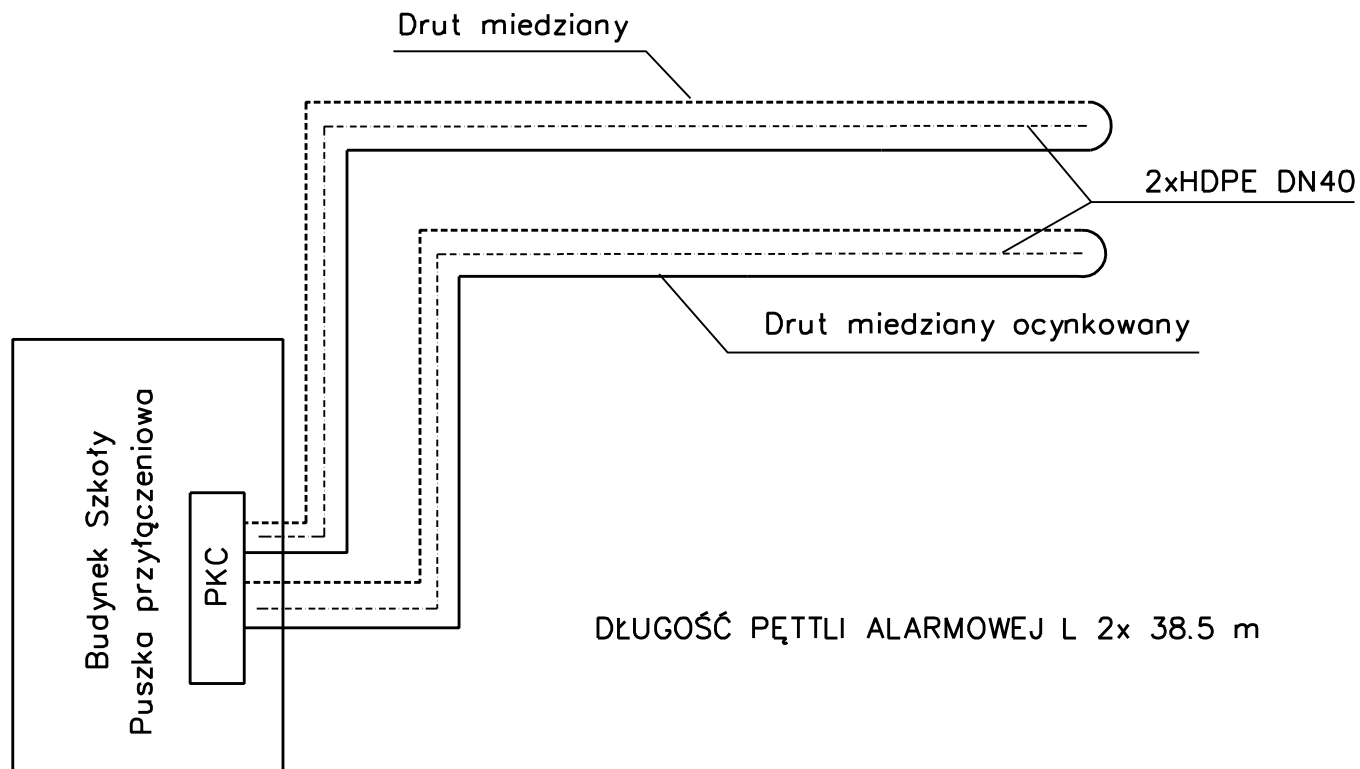 Drut miedziany
2xHDPE DN40
Drut miedziany ocynkowany
Budynek Szkoły
Puszka przyłączeniowa
PKC
DŁUGOŚĆ PĘTTLI ALARMOWEJ L 2x 38.5 m